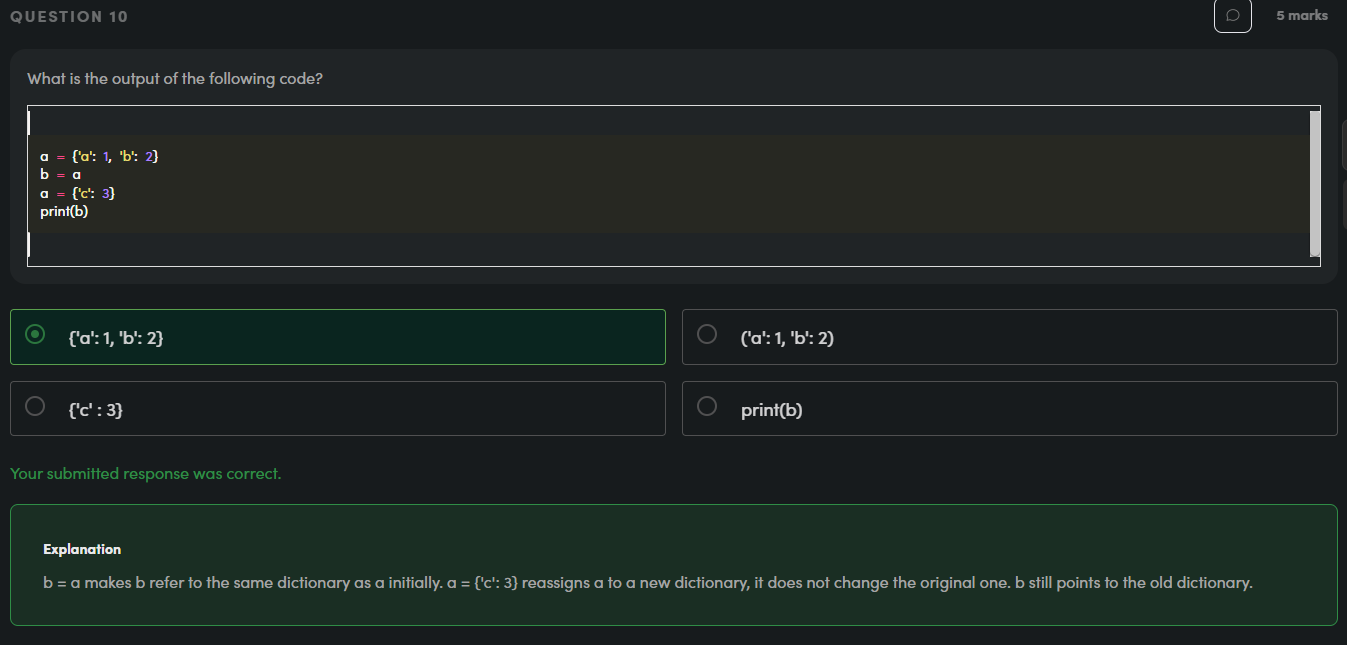 QUESTION 10
5 marks
What is the output of the following code?
a = {'a': 1, 'b': 2}
b = a
a = {'c': 3}
print(b)
{'a': 1, 'b': 2}
('a': 1, 'b': 2)
{'c' : 3}
print(b)
Your submitted response was correct.
Explanation
b = a makes b refer to the same dictionary as a initially. a = {'c': 3} reassigns a to a new dictionary, it does not change the original one. b still points to the old dictionary.